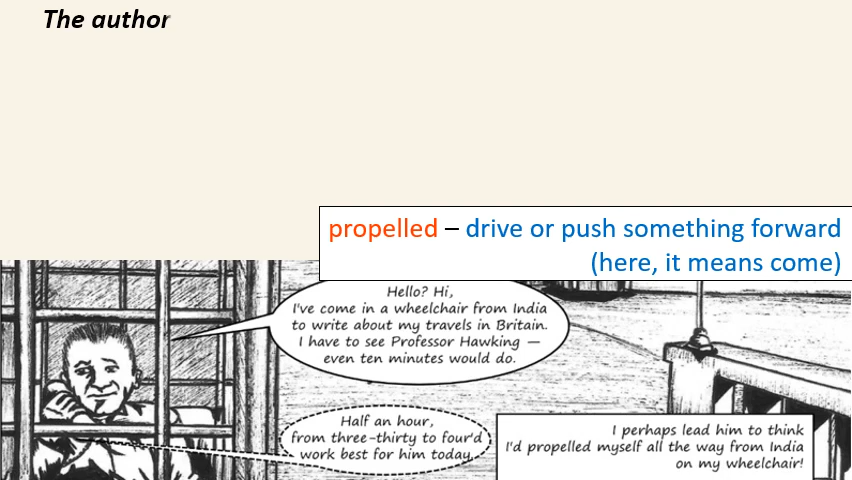 The author
propelled – drive or push something forward
(here, it means come)
Hello? Hi,
I've come in a wheelchair from India
to write about my travels in Britain.
I have to see Professor Hawking —
even ten minutes would do.
Half an hour,
from three-thirty to four'd
work best for him today.
I perhaps lead him to think
I'd propelled myself all the way from India
on my wheelchair!